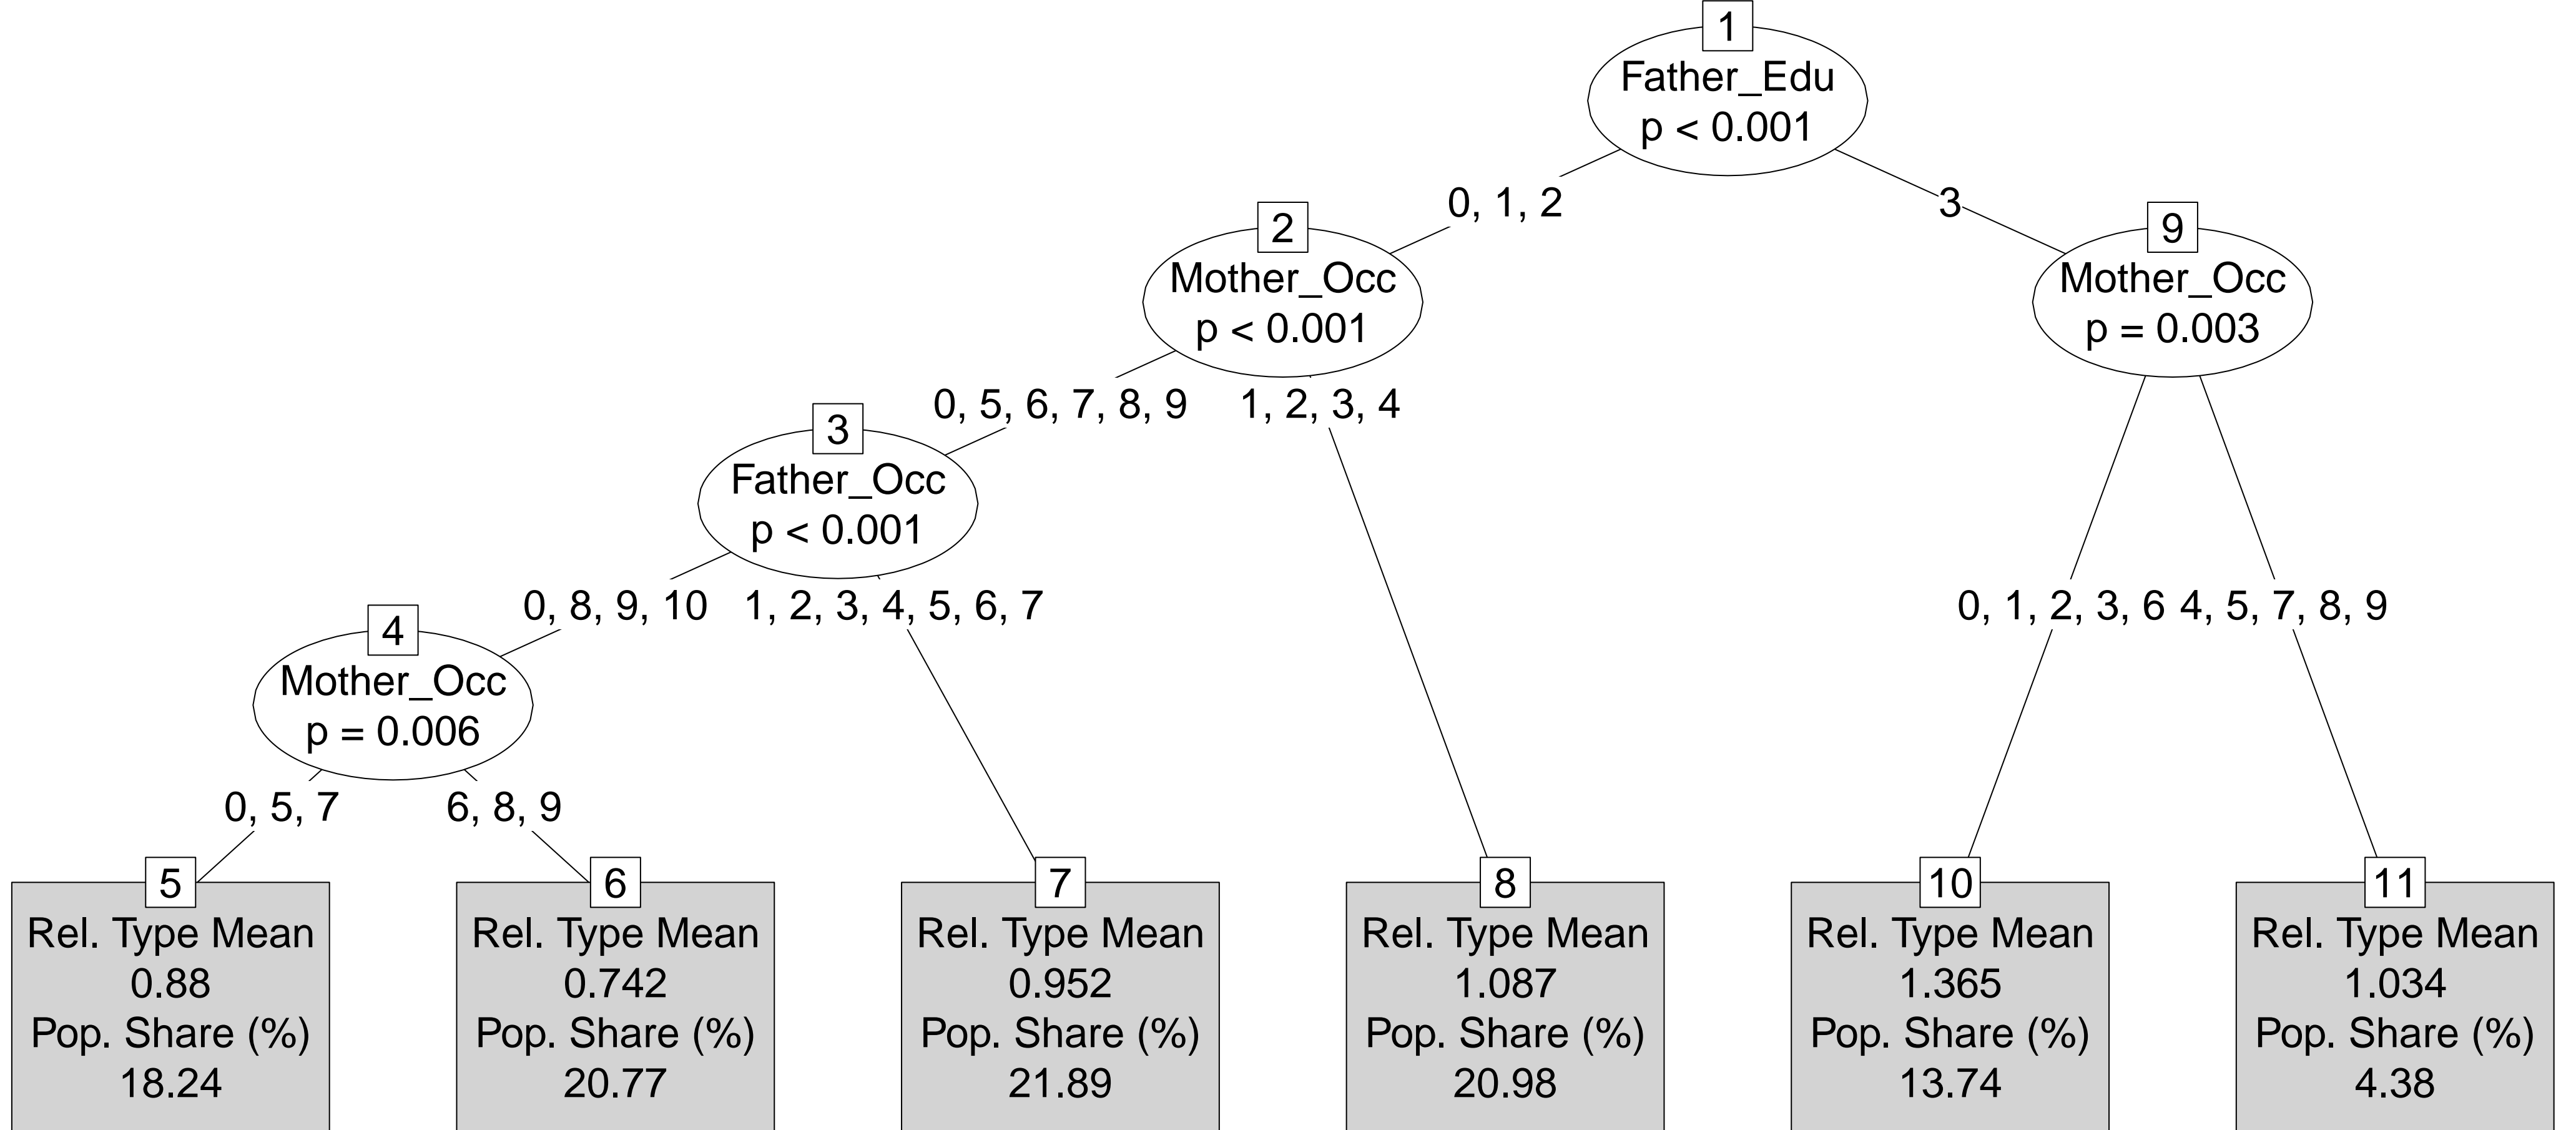 1
Father_Edu
p < 0.001
0, 1, 2
3
2
Mother_Occ
p < 0.001
9
Mother_Occ
p = 0.003
0, 5, 6, 7, 8, 9
1, 2, 3, 4
3
Father_Occ
p < 0.001
0, 8, 9, 10
1, 2, 3, 4, 5, 6, 7
0, 1, 2, 3, 6
4, 5, 7, 8, 9
4
Mother_Occ
p = 0.006
0, 5, 7
6, 8, 9
5
Rel. Type Mean
0.88
Pop. Share (%)
18.24
6
Rel. Type Mean
0.742
Pop. Share (%)
20.77
7
Rel. Type Mean
0.952
Pop. Share (%)
21.89
8
Rel. Type Mean
1.087
Pop. Share (%)
20.98
10
Rel. Type Mean
1.365
Pop. Share (%)
13.74
11
Rel. Type Mean
1.034
Pop. Share (%)
4.38